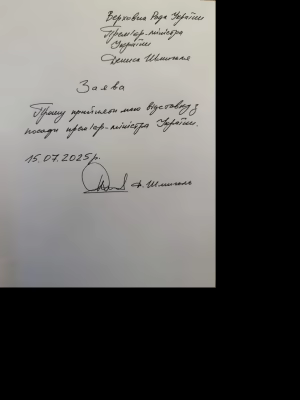 Верховна Рада України
Прем'єр-міністра
України
Дениса Шмигаля
Заява
Прошу прийняти мою відставку з
посади прем'єр-міністра України.
15.07.2025 р.
Д. Шмигаль